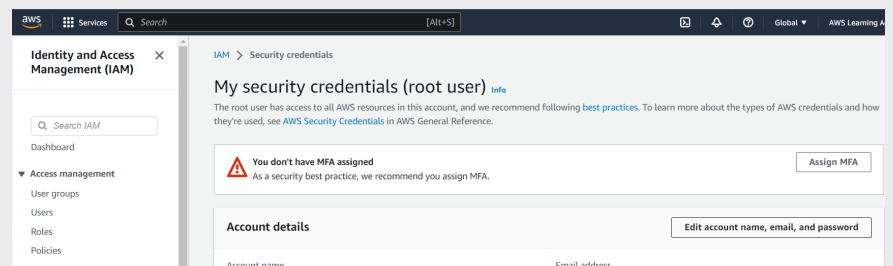 aws Services Search [Alt+S] Global ▼ AWS Learning
Identity and Access
Management (IAM)
Search IAM
Dashboard
Access management
User groups
Users
Roles
Policies
IAM > Security credentials
My security credentials (root user) Info
The root user has access to all AWS resources in this account, and we recommend following best practices. To learn more about the types of AWS credentials and how
they're used, see AWS Security Credentials in AWS General Reference.
You don't have MFA assigned
As a security best practice, we recommend you assign MFA.
Assign MFA
Account details
Edit account name, email, and password
Account name
Email address